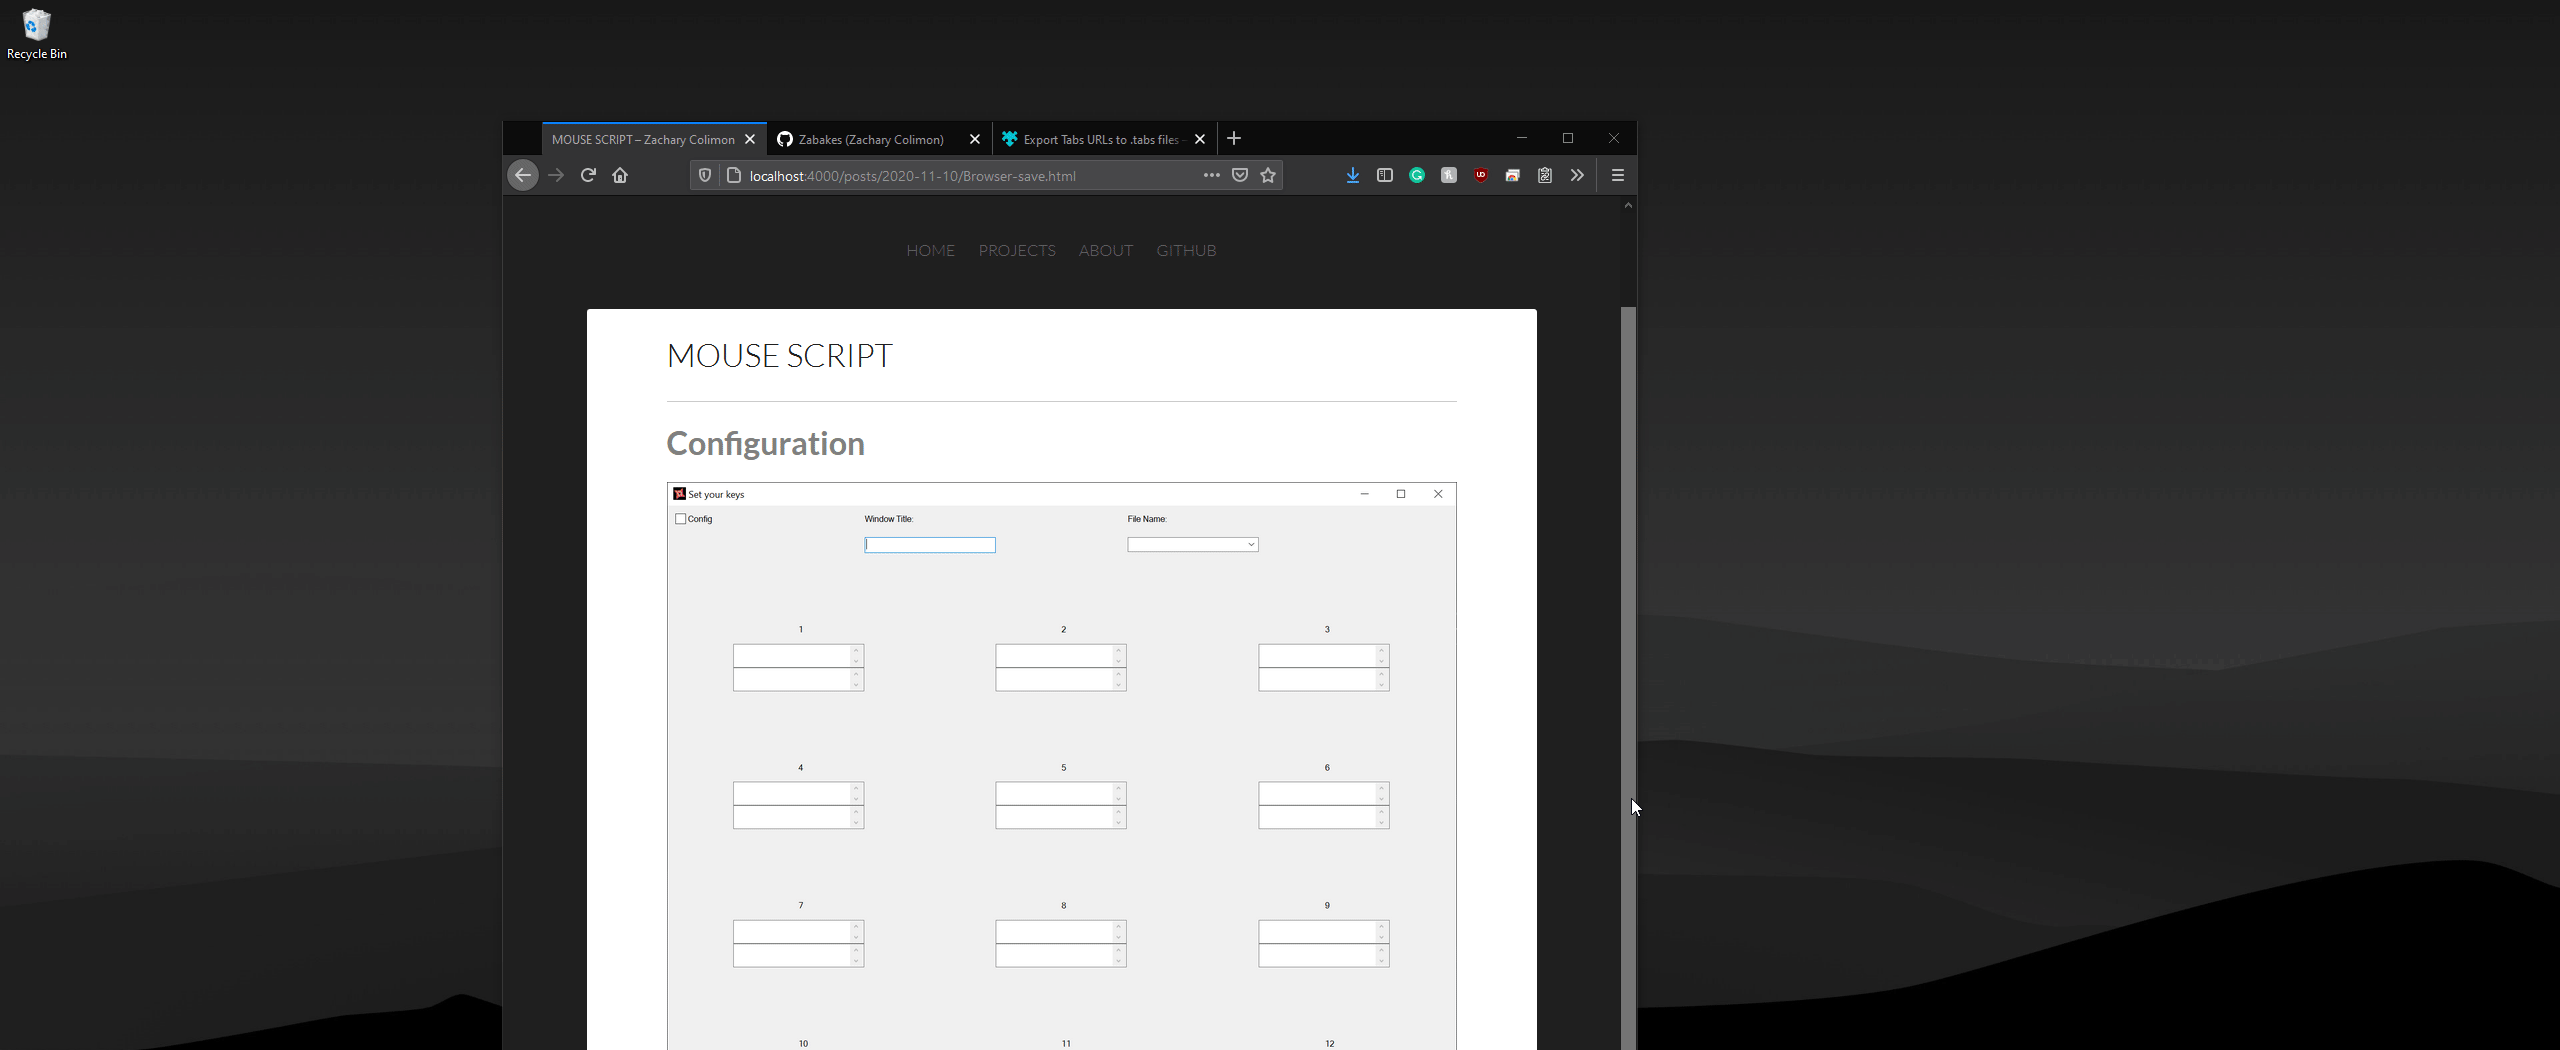 Recycle Bin
MOUSE SCRIPT – Zachary Colimon
Zabakes (Zachary Colimon)
Export Tabs URLs to .tabs files
localhost:4000/posts/2020-11-10/Browser-save.html
HOME PROJECTS ABOUT GITHUB
MOUSE SCRIPT
Configuration
Set your keys
Config Window Title: File Name:
1 2 3
4 5 6
7 8 9
10 11 12